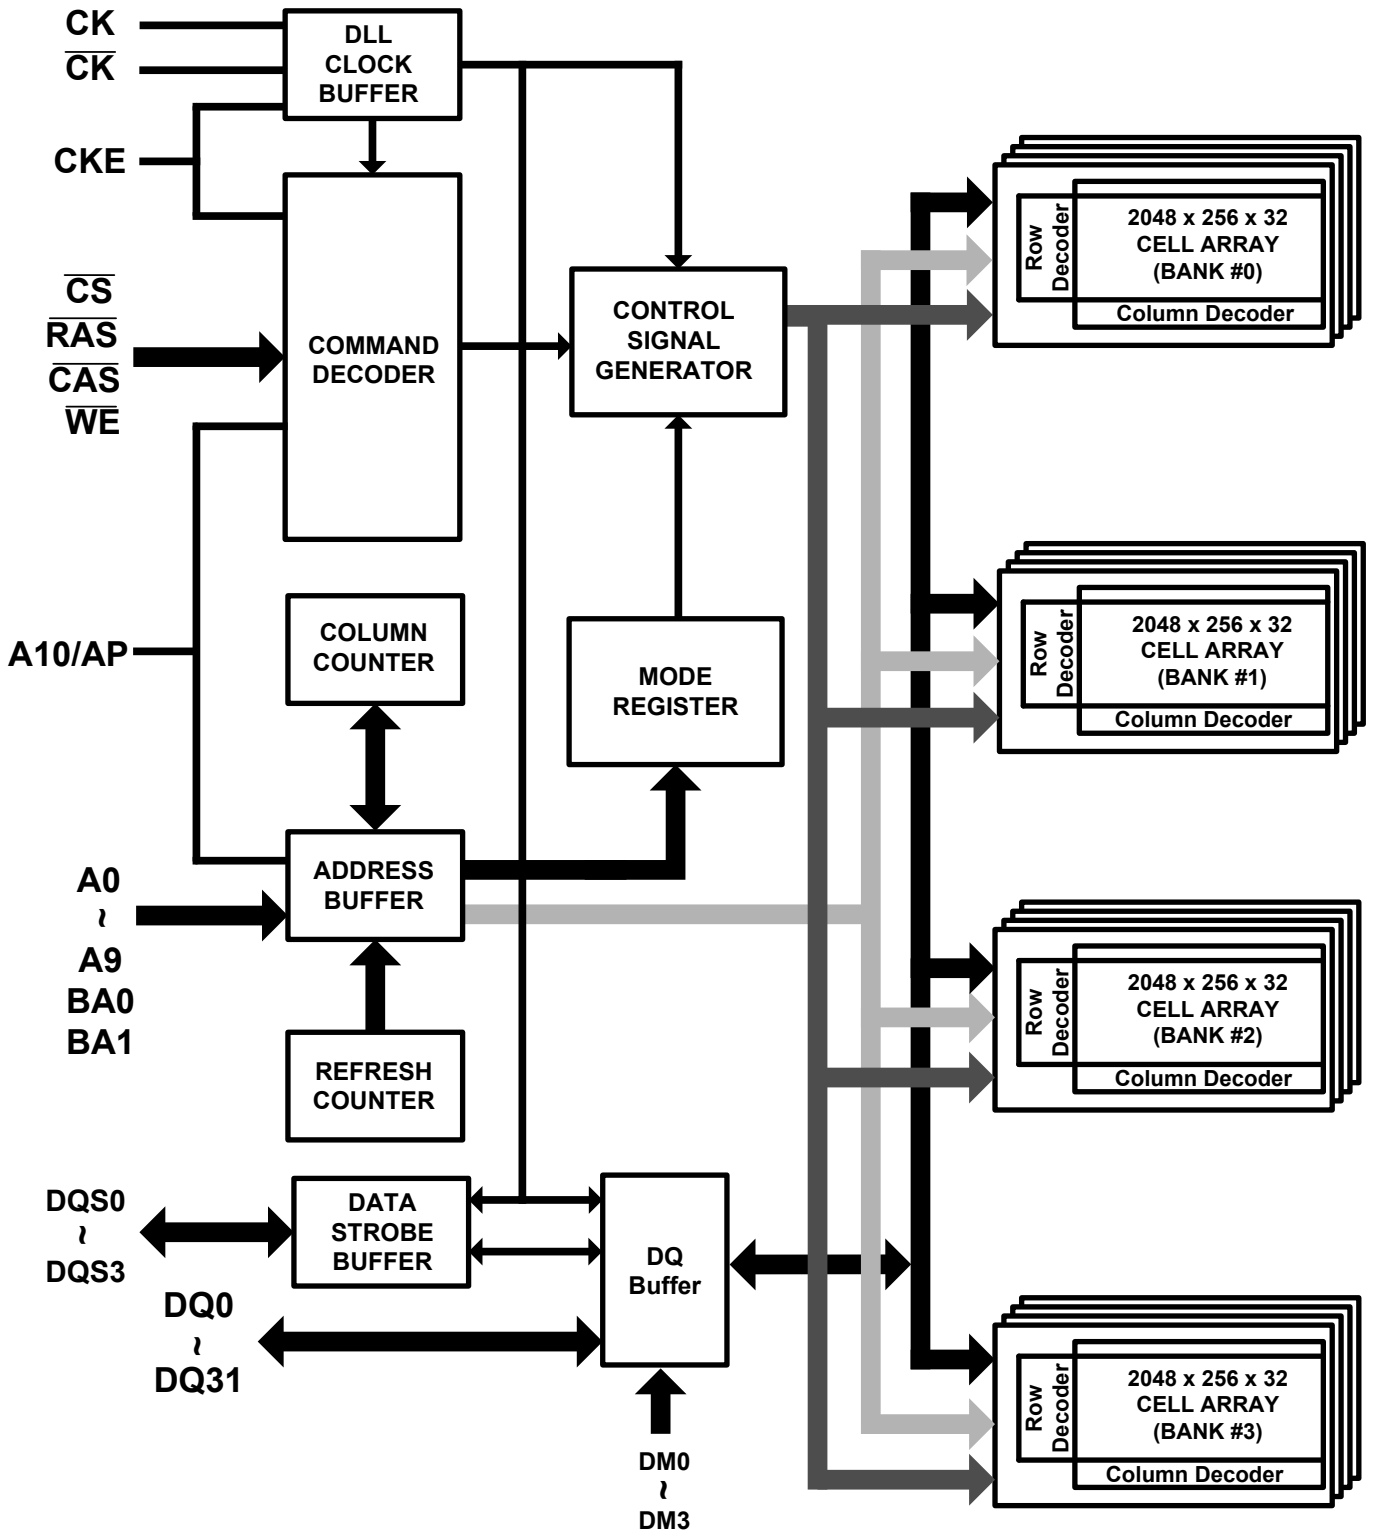 CK
CK
CKE
CS
RAS
CAS
WE
A10/AP
A0
~
A9
BA0
BA1
DQS0
~
DQS3
DQ0
~
DQ31
DLL
CLOCK
BUFFER
COMMAND
DECODER
COLUMN
COUNTER
ADDRESS
BUFFER
REFRESH
COUNTER
DATA
STROBE
BUFFER
CONTROL
SIGNAL
GENERATOR
MODE
REGISTER
DQ
Buffer
DM0
~
DM3
Row
Decoder
2048 x 256 x 32
CELL ARRAY
(BANK #0)
Column Decoder
Row
Decoder
2048 x 256 x 32
CELL ARRAY
(BANK #1)
Column Decoder
Row
Decoder
2048 x 256 x 32
CELL ARRAY
(BANK #2)
Column Decoder
Row
Decoder
2048 x 256 x 32
CELL ARRAY
(BANK #3)
Column Decoder